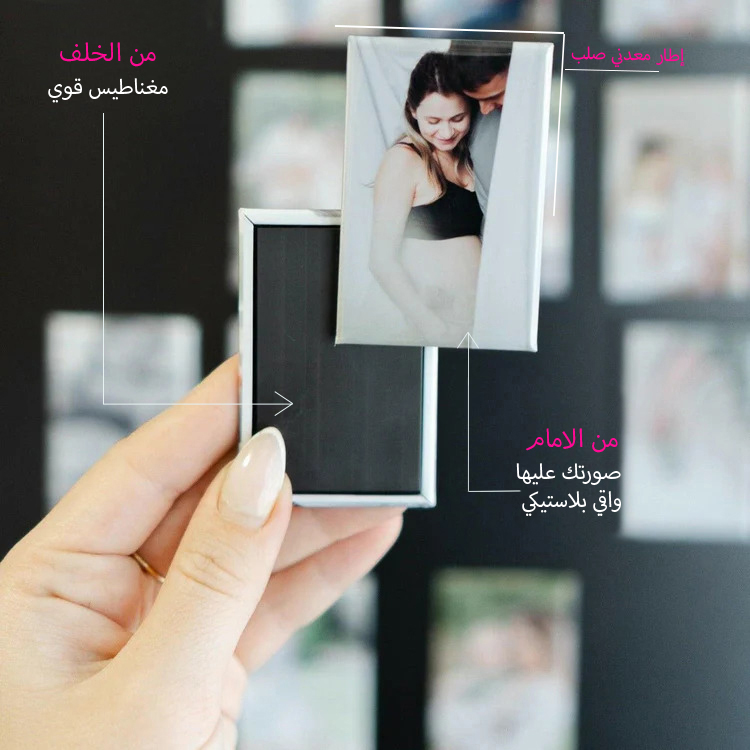 من الخلف
مغناطيس قوي
إطار معدني صلب
من الامام
صورتك عليها
واقي بلاستيكي